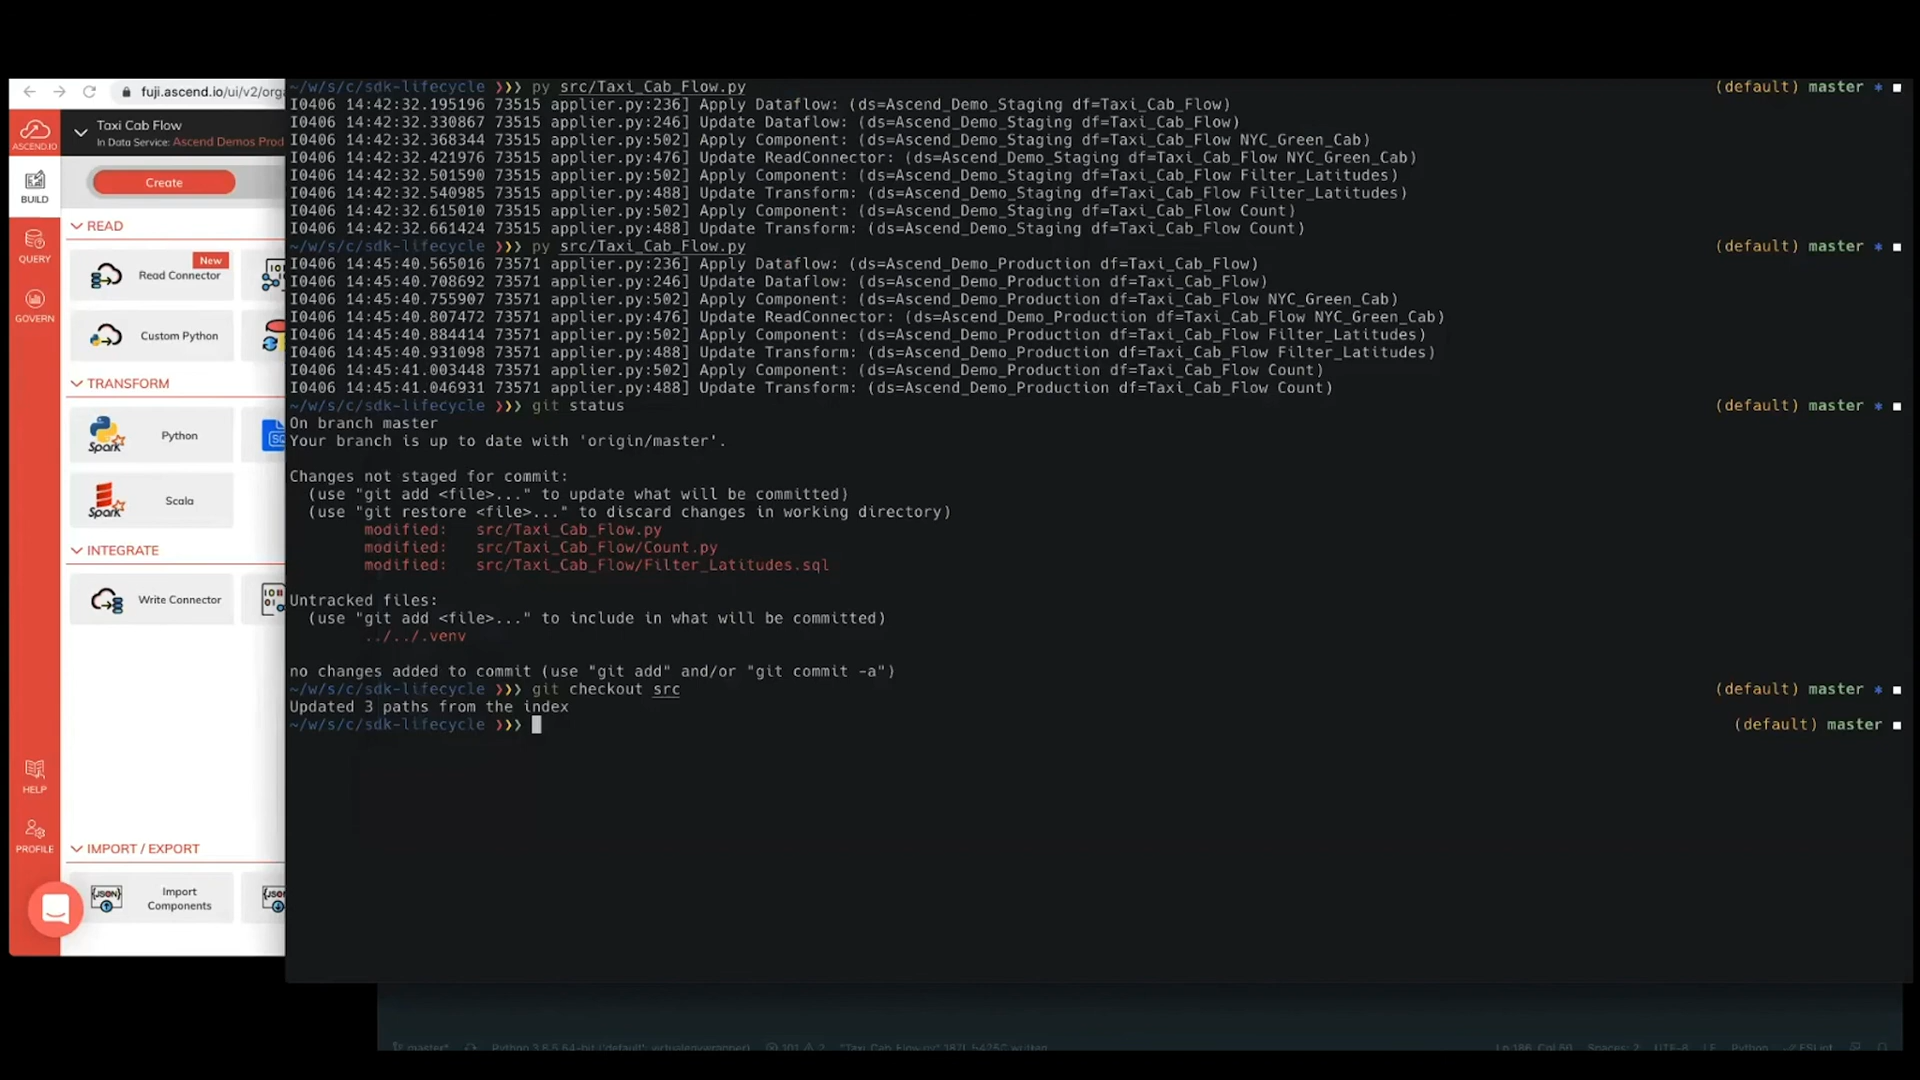 fuji.ascend.io/ui/v2/orga
Taxi Cab Flow
In Data Service: Ascend Demos Prod
ASCEND.IO
BUILD
QUERY
GOVERN
HELP
PROFILE
Create
READ
New
Read Connector
Custom Python
TRANSFORM
Spark
Python
SQ
Spark
Scala
INTEGRATE
Write Connector
IMPORT / EXPORT
JSON
Import
Components
~/w/s/c/sdk-lifecycle ❯❯❯ py src/Taxi_Cab_Flow.py (default) master * ■
I0406 14:42:32.195196 73515 applier.py:236] Apply Dataflow: (ds=Ascend_Demo_Staging df=Taxi_Cab_Flow)
I0406 14:42:32.330867 73515 applier.py:246] Update Dataflow: (ds=Ascend_Demo_Staging df=Taxi_Cab_Flow)
I0406 14:42:32.368344 73515 applier.py:502] Apply Component: (ds=Ascend_Demo_Staging df=Taxi_Cab_Flow NYC_Green_Cab)
I0406 14:42:32.421976 73515 applier.py:476] Update ReadConnector: (ds=Ascend_Demo_Staging df=Taxi_Cab_Flow NYC_Green_Cab)
I0406 14:42:32.501590 73515 applier.py:502] Apply Component: (ds=Ascend_Demo_Staging df=Taxi_Cab_Flow Filter_Latitudes)
I0406 14:42:32.540985 73515 applier.py:488] Update Transform: (ds=Ascend_Demo_Staging df=Taxi_Cab_Flow Filter_Latitudes)
I0406 14:42:32.615010 73515 applier.py:502] Apply Component: (ds=Ascend_Demo_Staging df=Taxi_Cab_Flow Count)
I0406 14:42:32.661424 73515 applier.py:488] Update Transform: (ds=Ascend_Demo_Staging df=Taxi_Cab_Flow Count)
~/w/s/c/sdk-lifecycle ❯❯❯ py src/Taxi_Cab_Flow.py (default) master * ■
I0406 14:45:40.565016 73571 applier.py:236] Apply Dataflow: (ds=Ascend_Demo_Production df=Taxi_Cab_Flow)
I0406 14:45:40.708692 73571 applier.py:246] Update Dataflow: (ds=Ascend_Demo_Production df=Taxi_Cab_Flow)
I0406 14:45:40.755907 73571 applier.py:502] Apply Component: (ds=Ascend_Demo_Production df=Taxi_Cab_Flow NYC_Green_Cab)
I0406 14:45:40.807472 73571 applier.py:476] Update ReadConnector: (ds=Ascend_Demo_Production df=Taxi_Cab_Flow NYC_Green_Cab)
I0406 14:45:40.884414 73571 applier.py:502] Apply Component: (ds=Ascend_Demo_Production df=Taxi_Cab_Flow Filter_Latitudes)
I0406 14:45:40.931098 73571 applier.py:488] Update Transform: (ds=Ascend_Demo_Production df=Taxi_Cab_Flow Filter_Latitudes)
I0406 14:45:41.003448 73571 applier.py:502] Apply Component: (ds=Ascend_Demo_Production df=Taxi_Cab_Flow Count)
I0406 14:45:41.046931 73571 applier.py:488] Update Transform: (ds=Ascend_Demo_Production df=Taxi_Cab_Flow Count)
~/w/s/c/sdk-lifecycle ❯❯❯ git status (default) master * ■
On branch master
Your branch is up to date with 'origin/master'.
Changes not staged for commit:
(use "git add <file>..." to update what will be committed)
(use "git restore <file>..." to discard changes in working directory)
modified: src/Taxi_Cab_Flow.py
modified: src/Taxi_Cab_Flow/Count.py
modified: src/Taxi_Cab_Flow/Filter_Latitudes.sql
Untracked files:
(use "git add <file>..." to include in what will be committed)
../../.venv
no changes added to commit (use "git add" and/or "git commit -a")
~/w/s/c/sdk-lifecycle ❯❯❯ git checkout src (default) master * ■
Updated 3 paths from the index
~/w/s/c/sdk-lifecycle ❯❯❯ (default) master ■